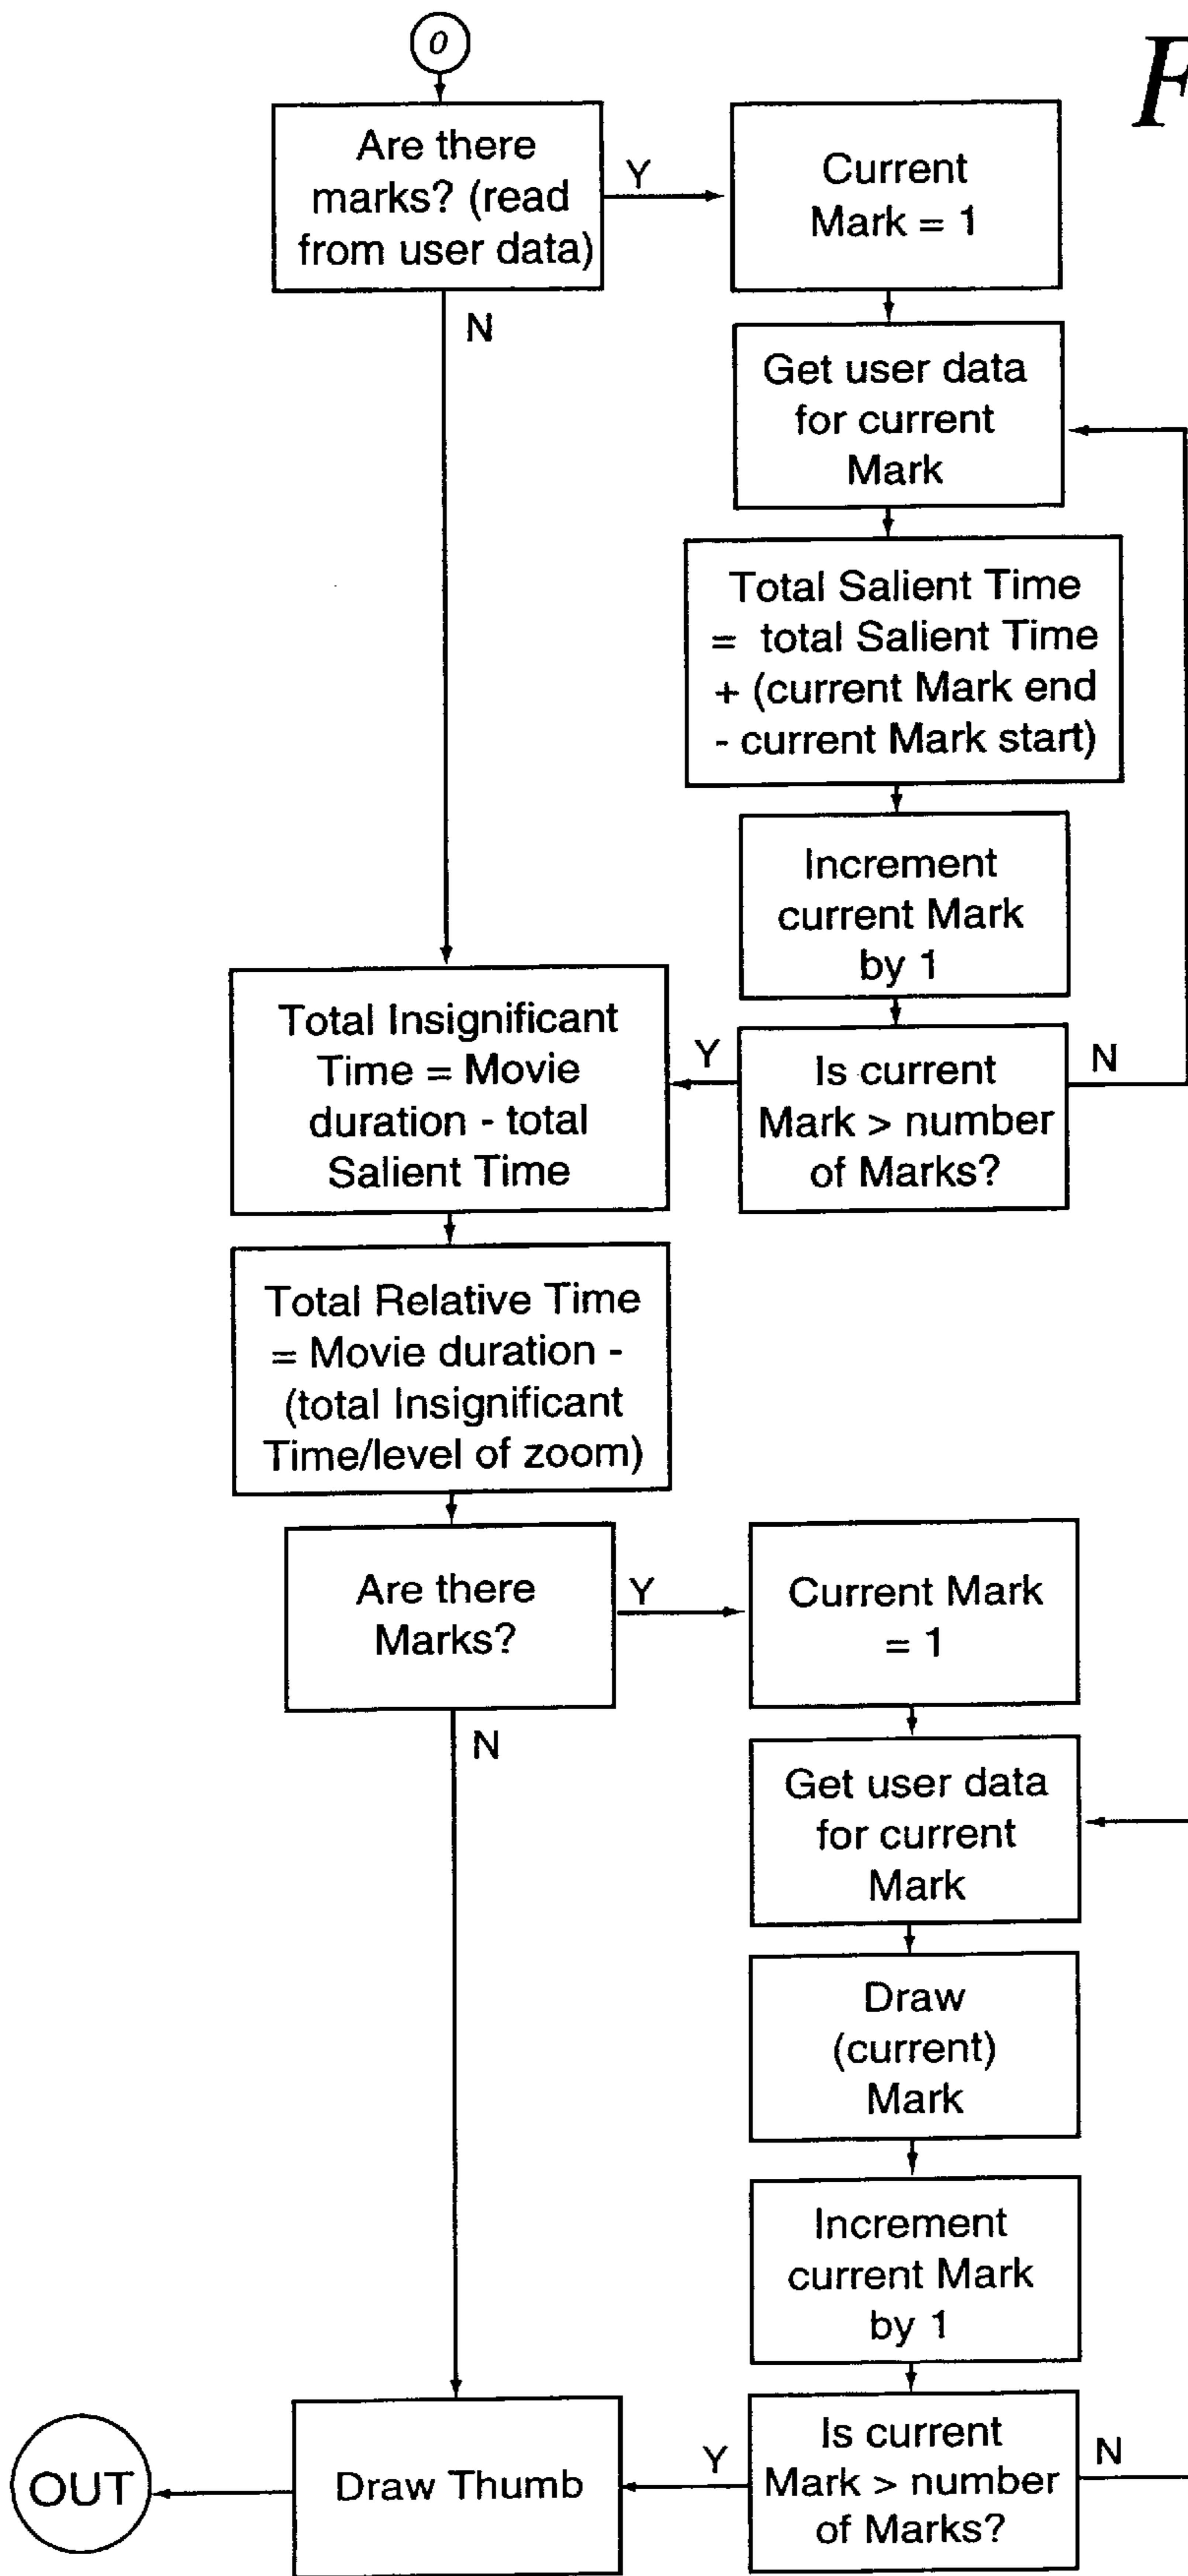 0
F
Are there
marks? (read
from user data)
Y
N
Current
Mark = 1
Get user data
for current
Mark
Total Salient Time
= total Salient Time
+ (current Mark end
- current Mark start)
Increment
current Mark
by 1
Is current
Mark > number
of Marks?
Y
N
Total Insignificant
Time = Movie
duration - total
Salient Time
Total Relative Time
= Movie duration -
(total Insignificant
Time/level of zoom)
Are there
Marks?
Y
N
Current Mark
= 1
Get user data
for current
Mark
Draw
(current)
Mark
Increment
current Mark
by 1
Is current
Mark > number
of Marks?
Y
N
Draw Thumb
OUT